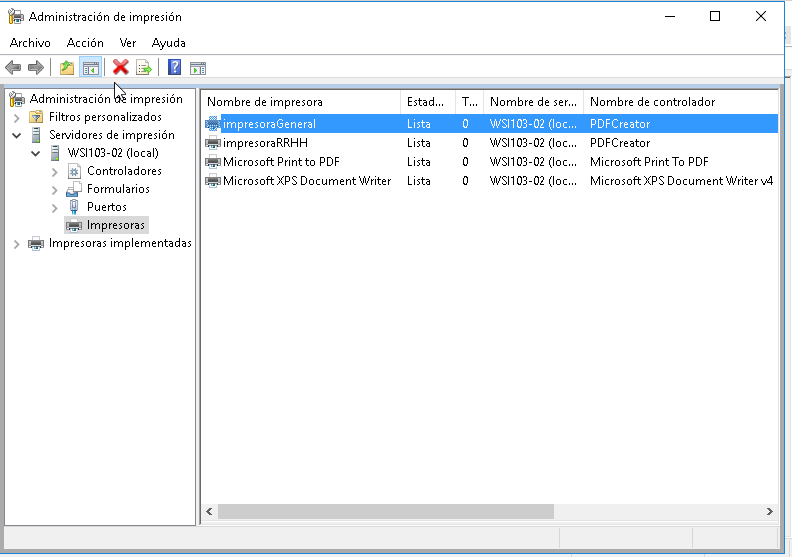 Administración de impresión
Archivo Acción Ver Ayuda
Administración de impresión
Filtros personalizados
Servidores de impresión
WSI103-02 (local)
Controladores
Formularios
Puertos
Impresoras
Impresoras implementadas
Nombre de impresora Estad... T... Nombre de ser... Nombre de controlador
impresoraGeneral Lista 0 WSI103-02 (loc... PDFCreator
impresoraRRHH Lista 0 WSI103-02 (loc... PDFCreator
Microsoft Print to PDF Lista 0 WSI103-02 (loc... Microsoft Print To PDF
Microsoft XPS Document Writer Lista 0 WSI103-02 (loc... Microsoft XPS Document Writer v4